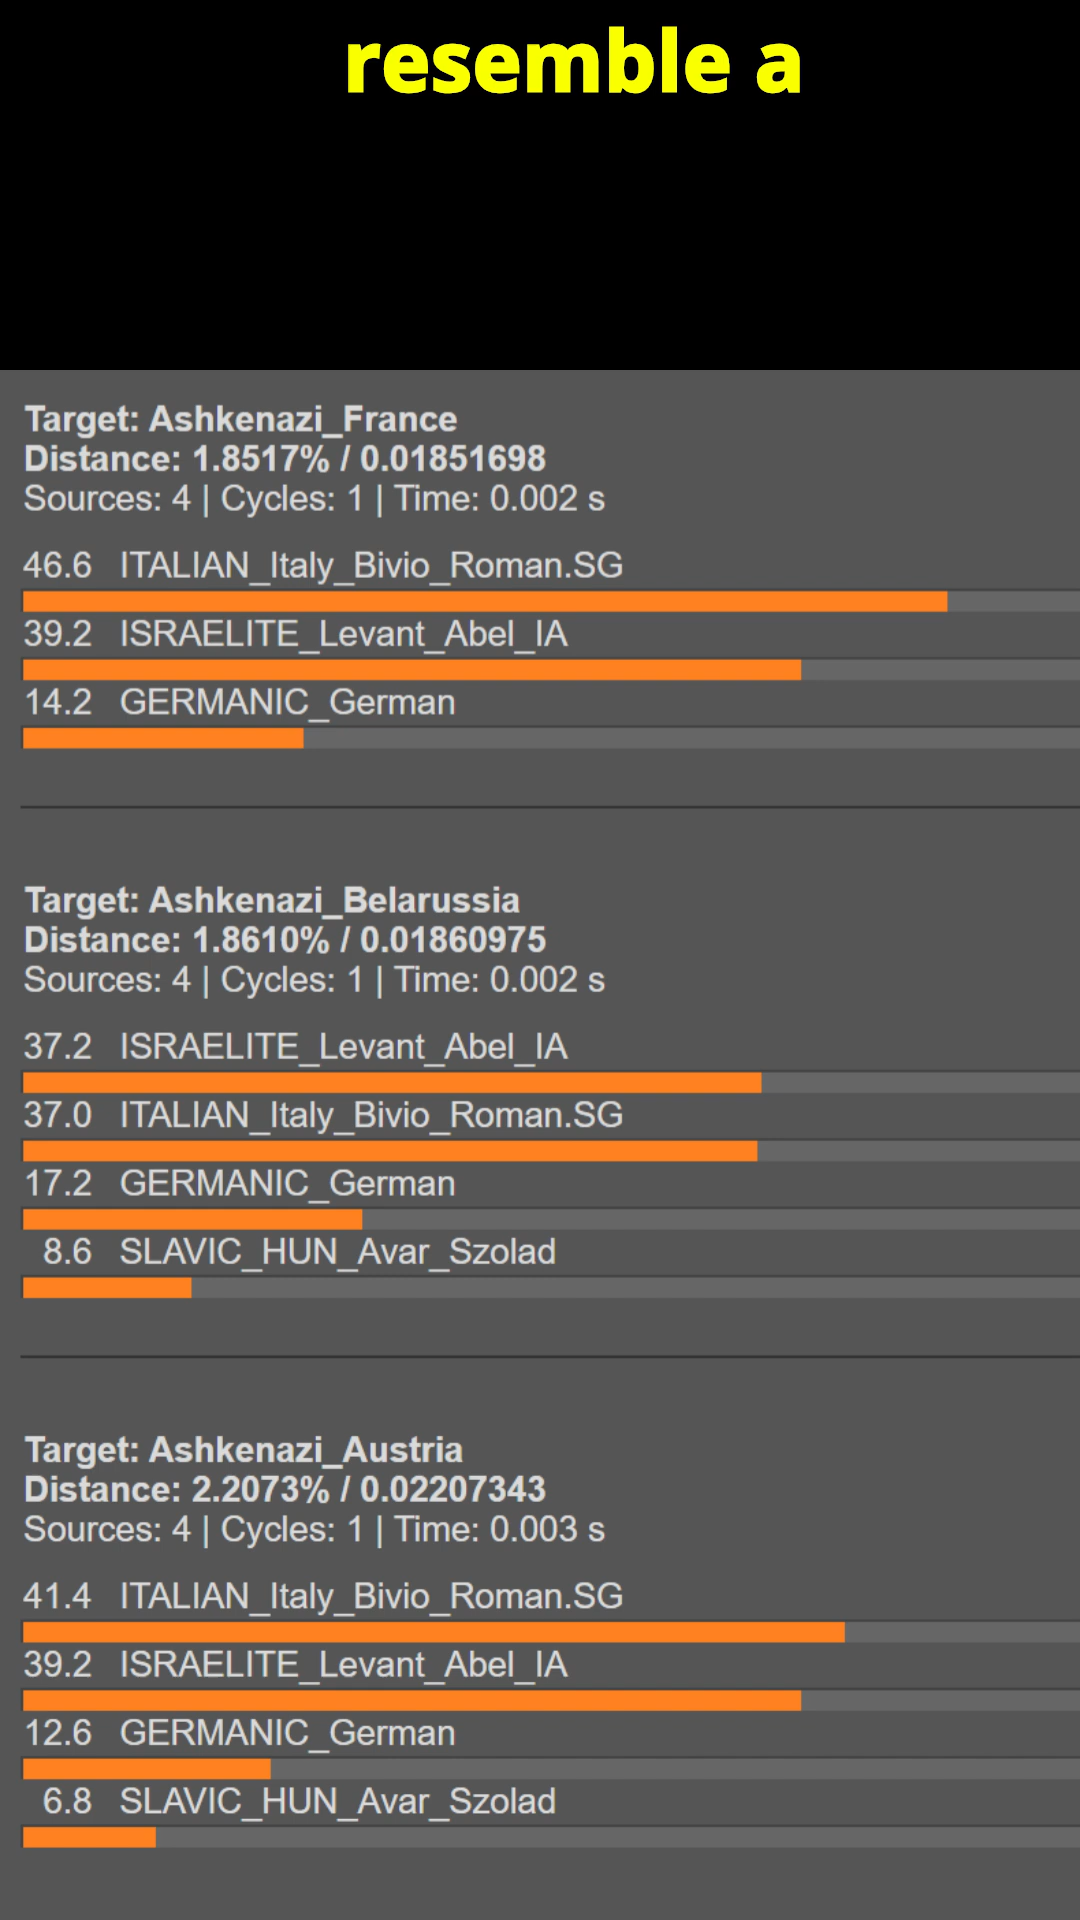 resemble a
Target: Ashkenazi_France
Distance: 1.8517% / 0.01851698
Sources: 4 | Cycles: 1 | Time: 0.002 s
46.6 ITALIAN_Italy_Bivio_Roman.SG
39.2 ISRAELITE_Levant_Abel_IA
14.2 GERMANIC_German
Target: Ashkenazi_Belarussia
Distance: 1.8610% / 0.01860975
Sources: 4 | Cycles: 1 | Time: 0.002 s
37.2 ISRAELITE_Levant_Abel_IA
37.0 ITALIAN_Italy_Bivio_Roman.SG
17.2 GERMANIC_German
8.6 SLAVIC_HUN_Avar_Szolad
Target: Ashkenazi_Austria
Distance: 2.2073% / 0.02207343
Sources: 4 | Cycles: 1 | Time: 0.003 s
41.4 ITALIAN_Italy_Bivio_Roman.SG
39.2 ISRAELITE_Levant_Abel_IA
12.6 GERMANIC_German
6.8 SLAVIC_HUN_Avar_Szolad